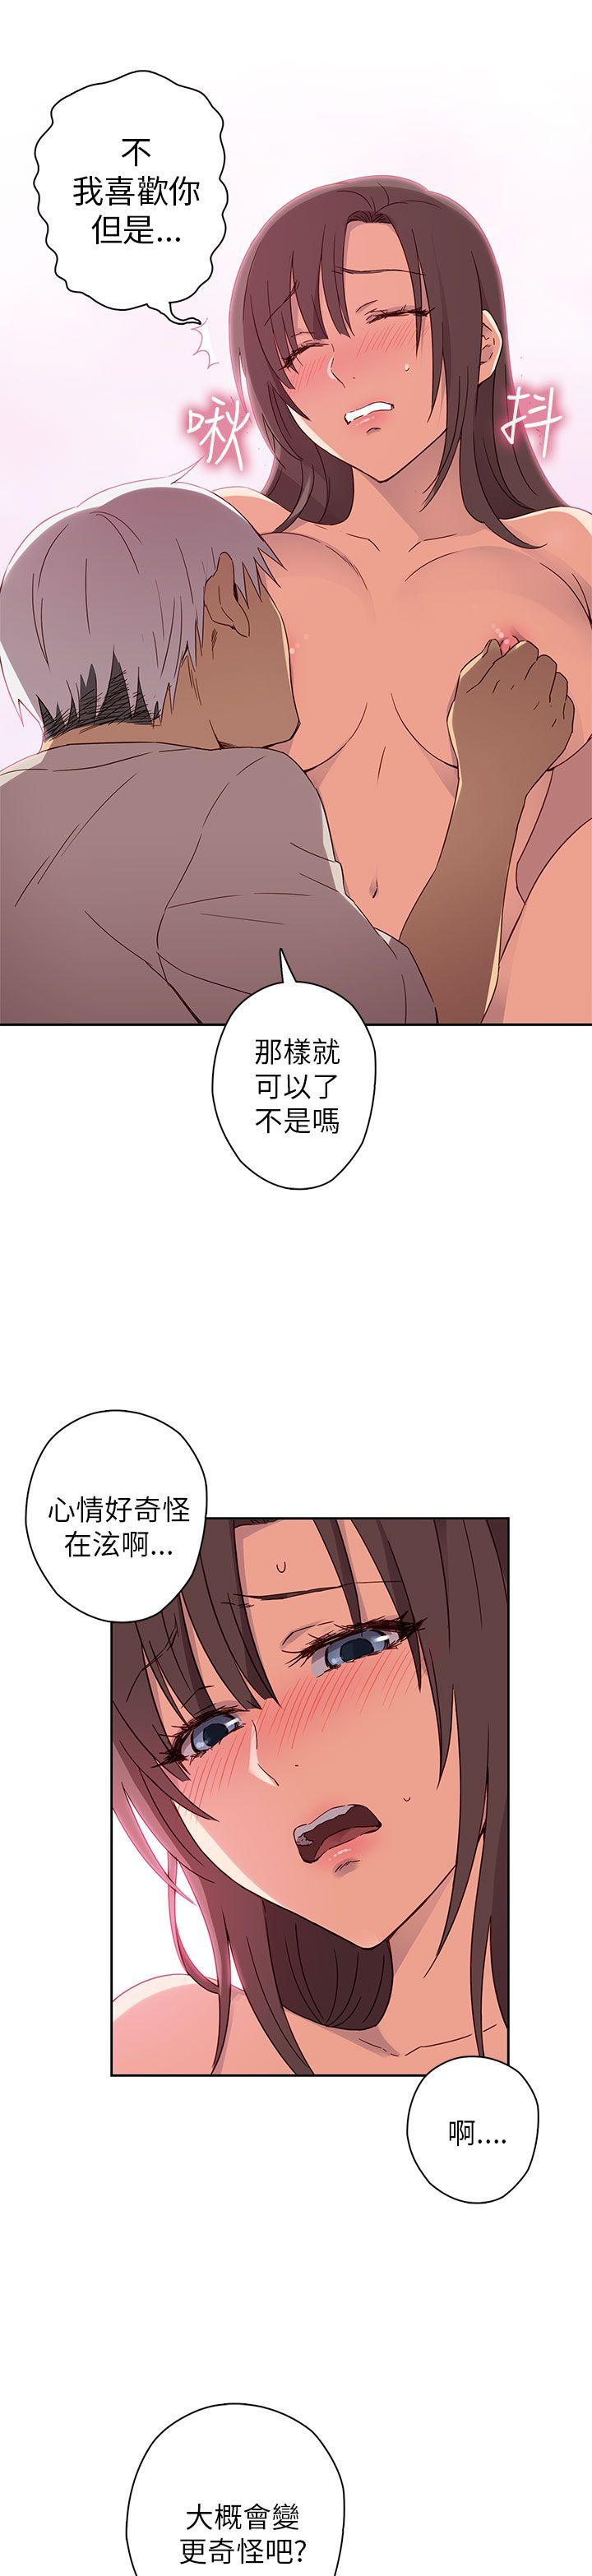 不
我喜歡你
但是...
啾
抖
那樣就
可以了
不是嗎
心情好奇怪
在泫啊...
啊....
大概會變
更奇怪吧?